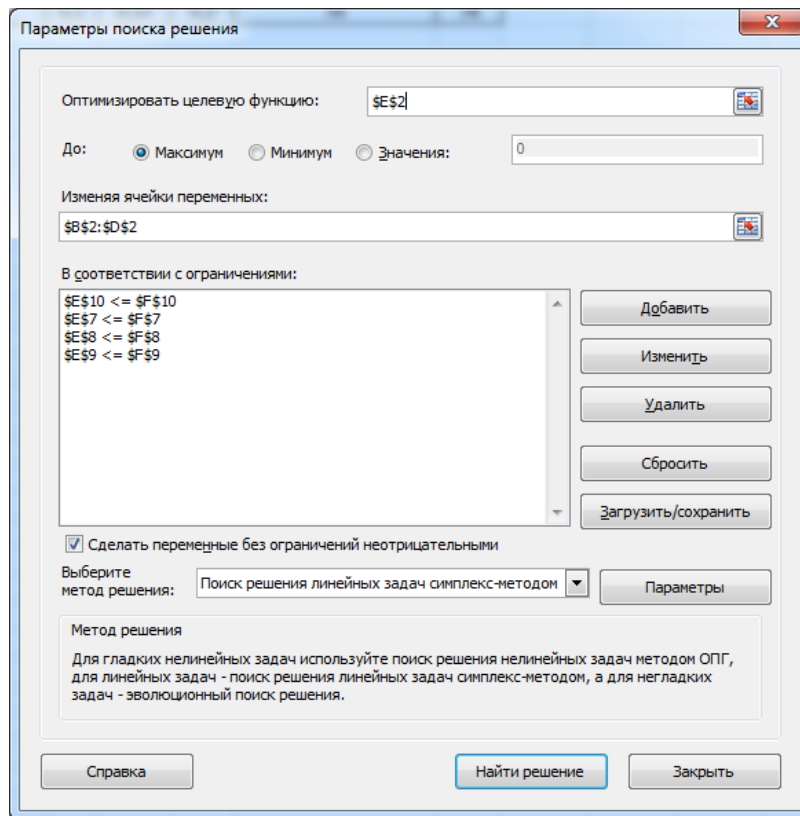 Параметры поиска решения
Оптимизировать целевую функцию: $E$2
До: Максимум Минимум Значения: 0
Изменяя ячейки переменных:
$B$2:$D$2
В соответствии с ограничениями:
$E$10 <= $F$10
$E$7 <= $F$7
$E$8 <= $F$8
$E$9 <= $F$9
Добавить
Изменить
Удалить
Сбросить
Загрузить/сохранить
Сделать переменные без ограничений неотрицательными
Выберите
метод решения: Поиск решения линейных задач симплекс-методом Параметры
Метод решения
Для гладких нелинейных задач используйте поиск решения нелинейных задач методом ОПГ,
для линейных задач - поиск решения линейных задач симплекс-методом, а для негладких
задач - эволюционный поиск решения.
Справка Найти решение Закрыть